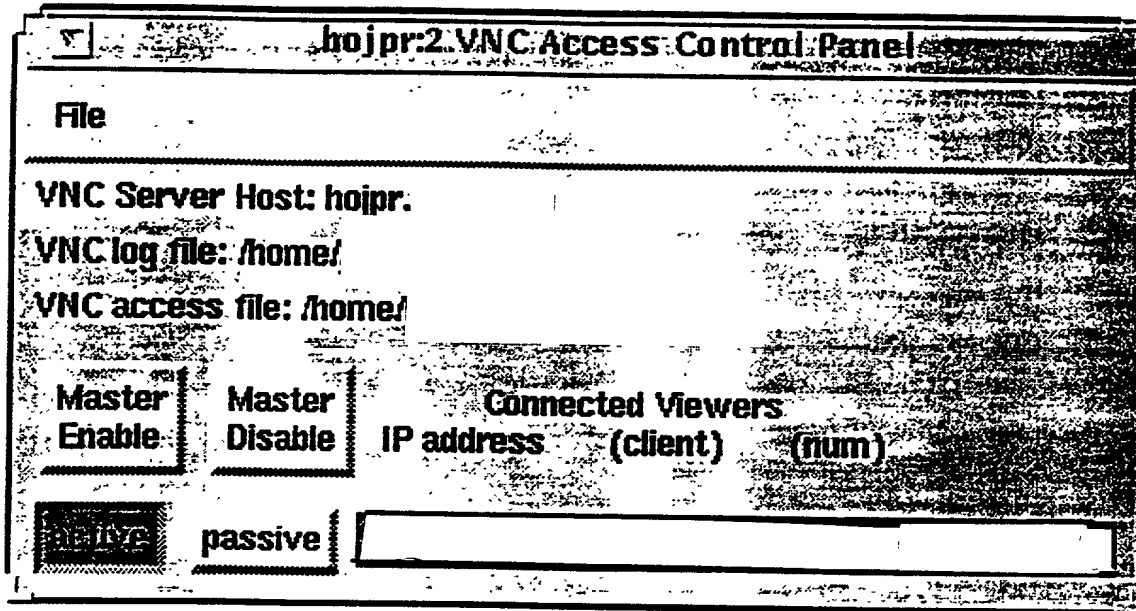 hojpr:2 VNC Access Control Panel
File
VNC Server Host: hojpr.
VNC log file: /home/
VNC access file: /home/
Master Enable
Master Disable
Connected Viewers
IP address (client) (num)
active passive